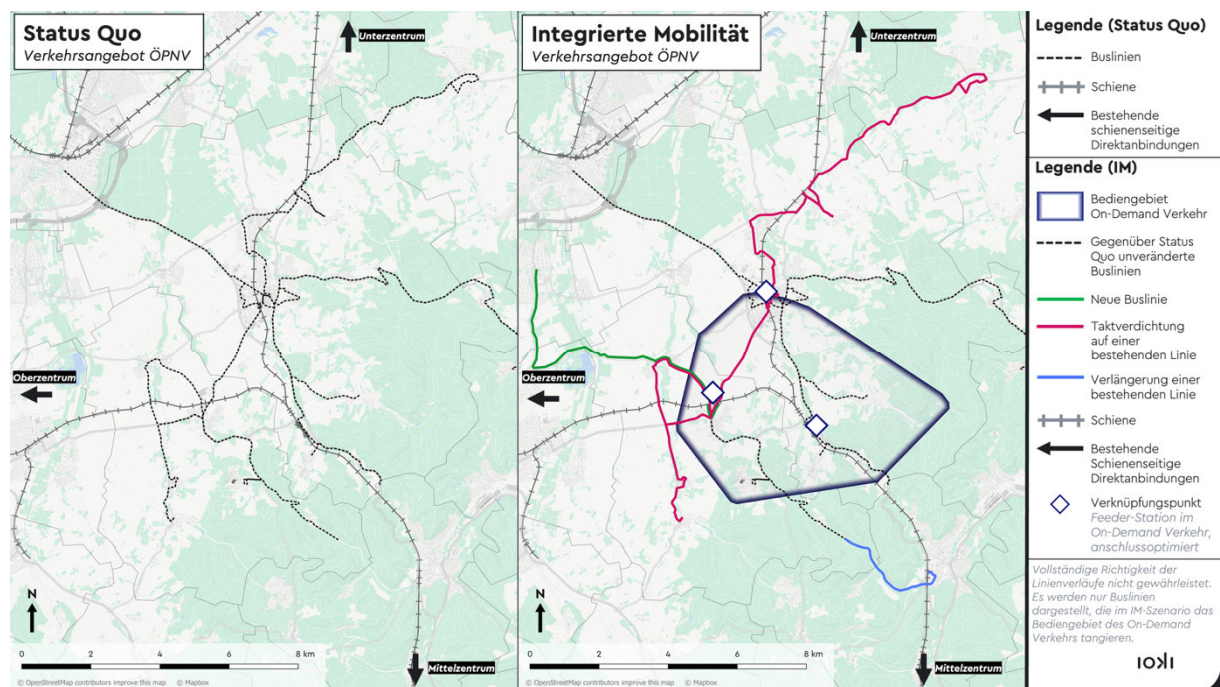 Status Quo
Verkehrsangebot ÖPNV
Unterzentrum
Oberzentrum
N
0 2 4 6 8 km
Mittelzentrum
© OpenStreetMap contributors improve this map © Mapbox
Integrierte Mobilität
Verkehrsangebot ÖPNV
Unterzentrum
Oberzentrum
N
0 2 4 6 8 km
Mittelzentrum
© OpenStreetMap contributors improve this map © Mapbox
Legende (Status Quo)
Buslinien
Schiene
Bestehende
schienenseitige
Direktanbindungen
Legende (IM)
Bediengebiet
On-Demand Verkehr
Gegenüber Status
Quo unveränderte
Buslinien
Neue Buslinie
Taktverdichtung
auf einer
bestehenden Linie
Verlängerung einer
bestehenden Linie
Schiene
Bestehende
Schienenseitige
Direktanbindungen
Verknüpfungspunkt
Feeder-Station im
On-Demand Verkehr,
anschlussoptimiert
Vollständige Richtigkeit der
Linienverläufe nicht gewährleistet.
Es werden nur Buslinien
dargestellt, die im IM-Szenario das
Bediengebiet des On-Demand
Verkehrs tangieren.
ioki